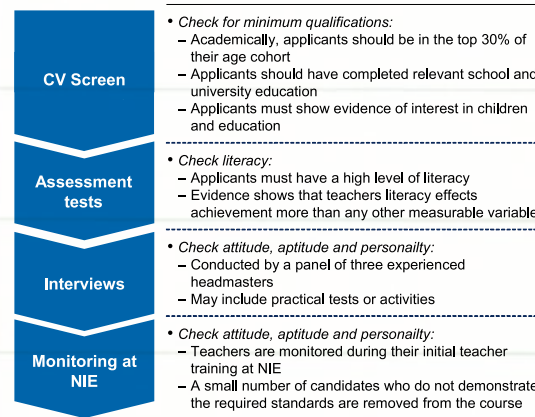 CV Screen
• Check for minimum qualifications:
– Academically, applicants should be in the top 30% of
their age cohort
– Applicants should have completed relevant school and
university education
– Applicants must show evidence of interest in children
and education
Assessment
tests
• Check literacy:
– Applicants must have a high level of literacy
– Evidence shows that teachers literacy effects
achievement more than any other measurable variable
Interviews
• Check attitude, aptitude and personailty:
– Conducted by a panel of three experienced
headmasters
– May include practical tests or activities
Monitoring at
NIE
• Check attitude, aptitude and personailty:
– Teachers are monitored during their initial teacher
training at NIE
– A small number of candidates who do not demonstrate
the required standards are removed from the course